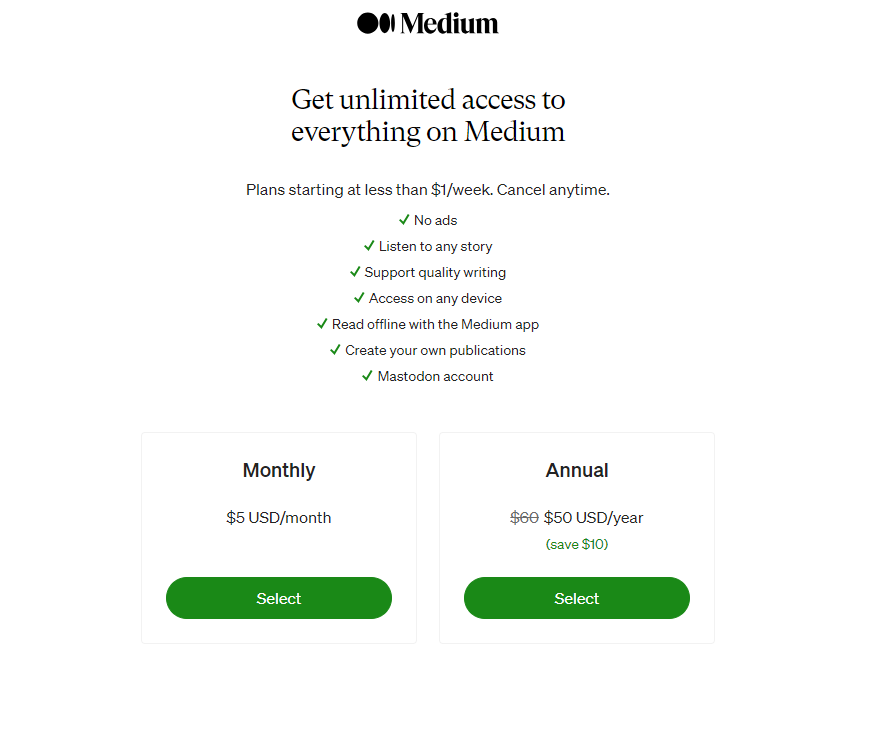 Medium
Get unlimited access to
everything on Medium
Plans starting at less than $1/week. Cancel anytime.
✓ No ads
✓ Listen to any story
✓ Support quality writing
✓ Access on any device
✓ Read offline with the Medium app
✓ Create your own publications
✓ Mastodon account
Monthly
$5 USD/month
Select
Annual
$60 $50 USD/year
(save $10)
Select